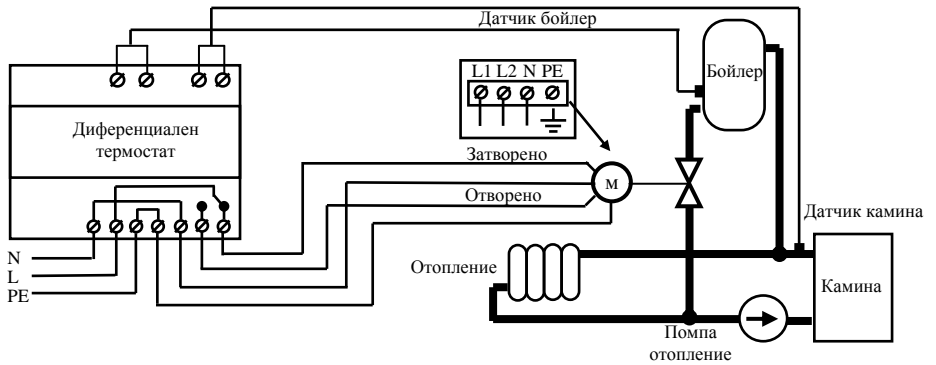 Датчик бойлер
Бойлер
L1 L2 N PE
Диференциален
термостат
Затворено
м
Отворено
Датчик камина
N
L
PE
Отопление
Камина
Помпа
отопление